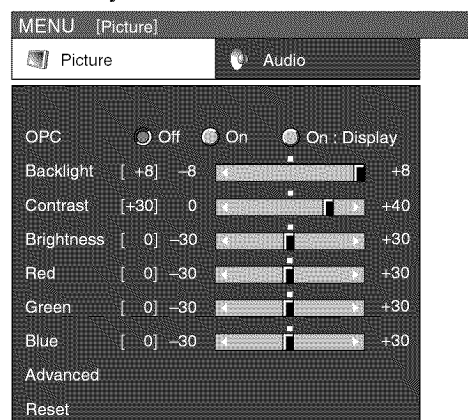 MENU [Picture]
Picture Audio
OPC Off On On : Display
Backlight [ +8] –8 +8
Contrast [+30] 0 +40
Brightness [ 0] –30 +30
Red [ 0] –30 +30
Green [ 0] –30 +30
Blue [ 0] –30 +30
Advanced
Reset